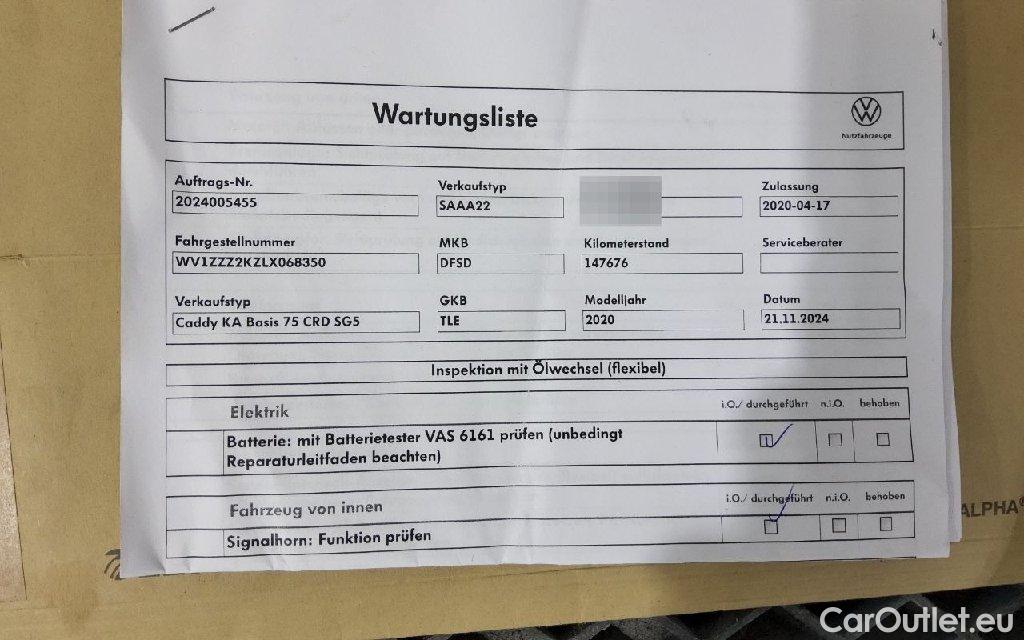 Wartungsliste
Nutzfahrzeuge
Auftrags-Nr. Verkaufstyp Zulassung
2024005455 SAAA22 2020-04-17
Fahrgestellnummer MKB Kilometerstand Serviceberater
WV1ZZZ2KZLX068350 DFSD 147676
Verkaufstyp GKB Modelljahr Datum
Caddy KA Basis 75 CRD SG5 TLE 2020 21.11.2024
Inspektion mit Ölwechsel (flexibel)
Elektrik i.O./ durchgeführt n.i.O. behoben
Batterie: mit Batterietester VAS 6161 prüfen (unbedingt
Reparaturleitfaden beachten)
Fahrzeug von innen i.O./ durchgeführt n.i.O. behoben
Signalhorn: Funktion prüfen
ALPHA®
CarOutlet.eu